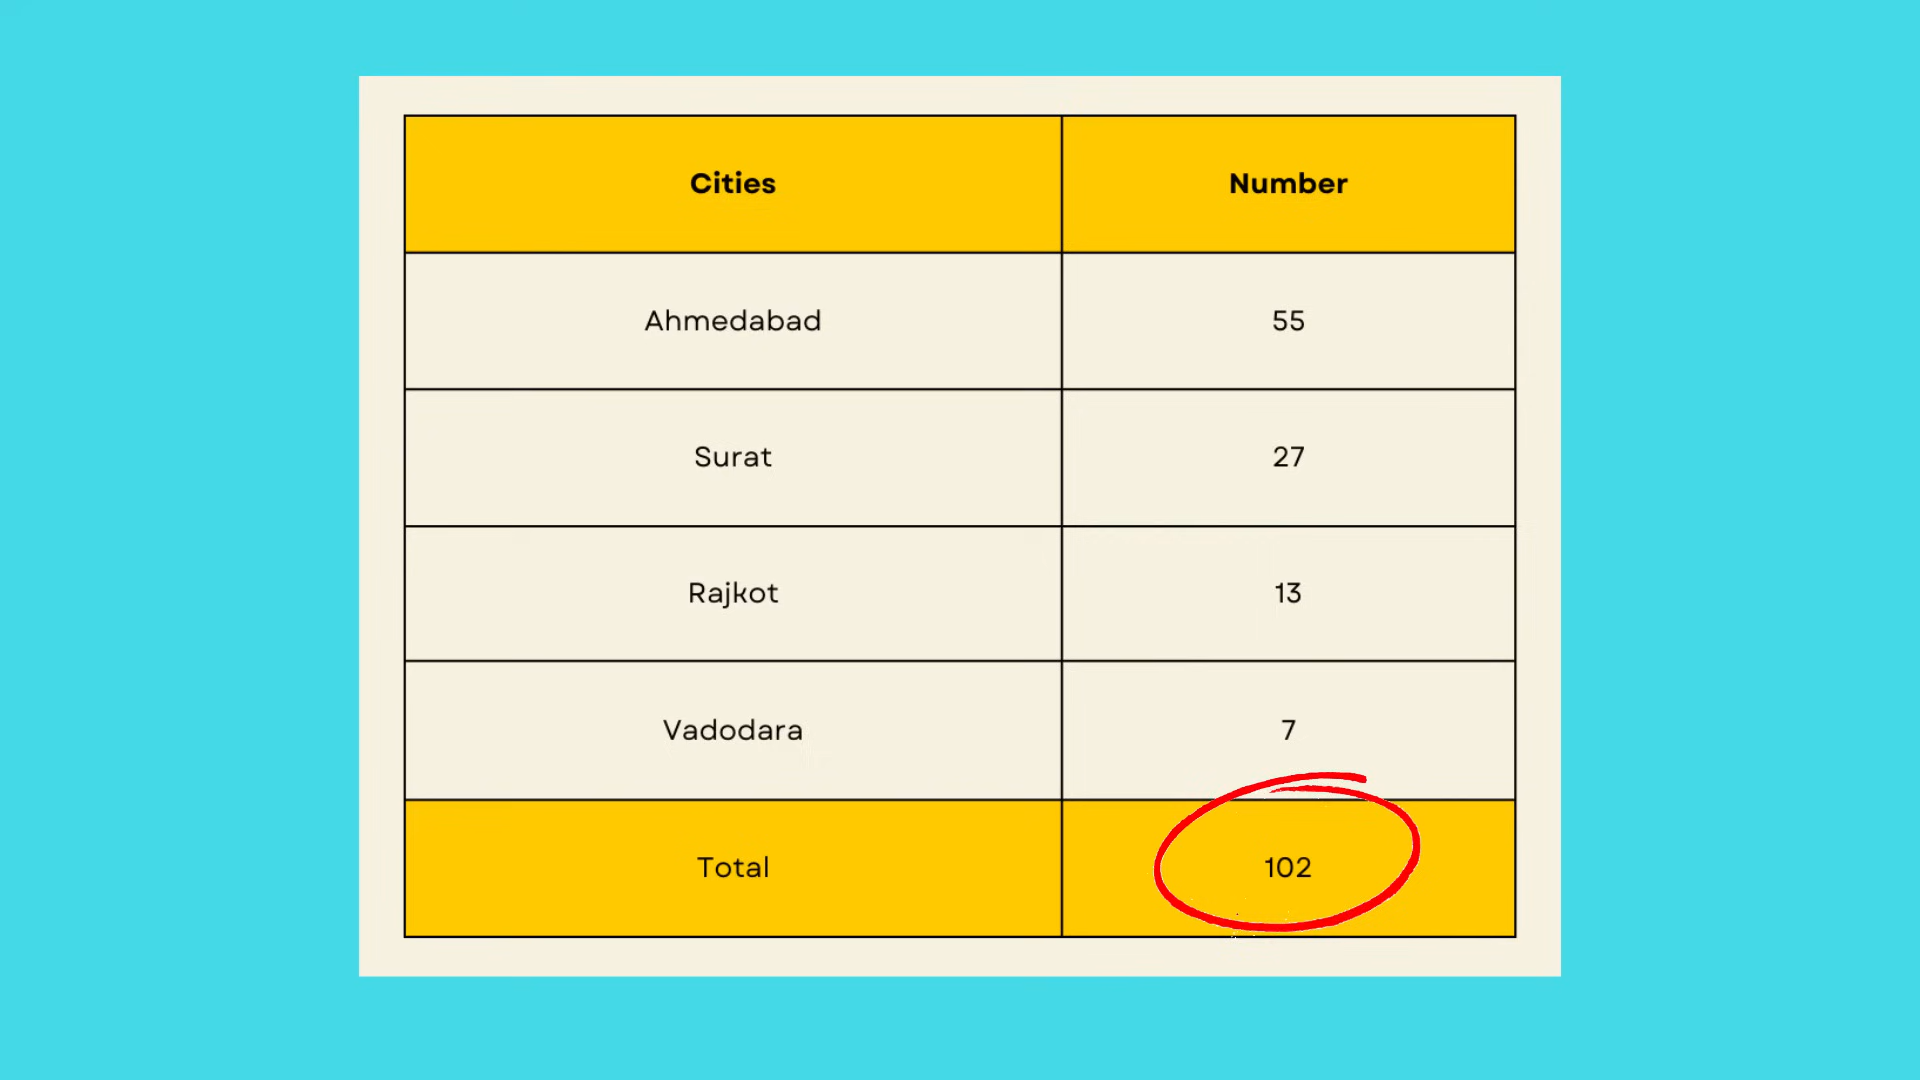 Cities Number
Ahmedabad 55
Surat 27
Rajkot 13
Vadodara 7
Total 102